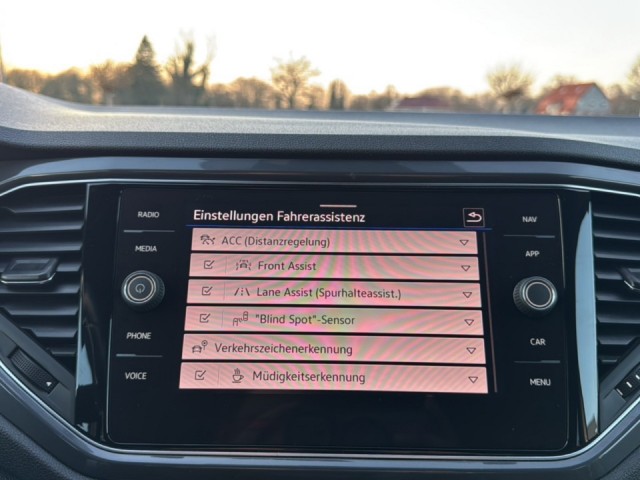 RADIO
MEDIA
PHONE
VOICE
Einstellungen Fahrerassistenz
ACC (Distanzregelung)
Front Assist
Lane Assist (Spurhalteassist.)
"Blind Spot"-Sensor
Verkehrszeichenerkennung
Müdigkeitserkennung
NAV
APP
CAR
MENU